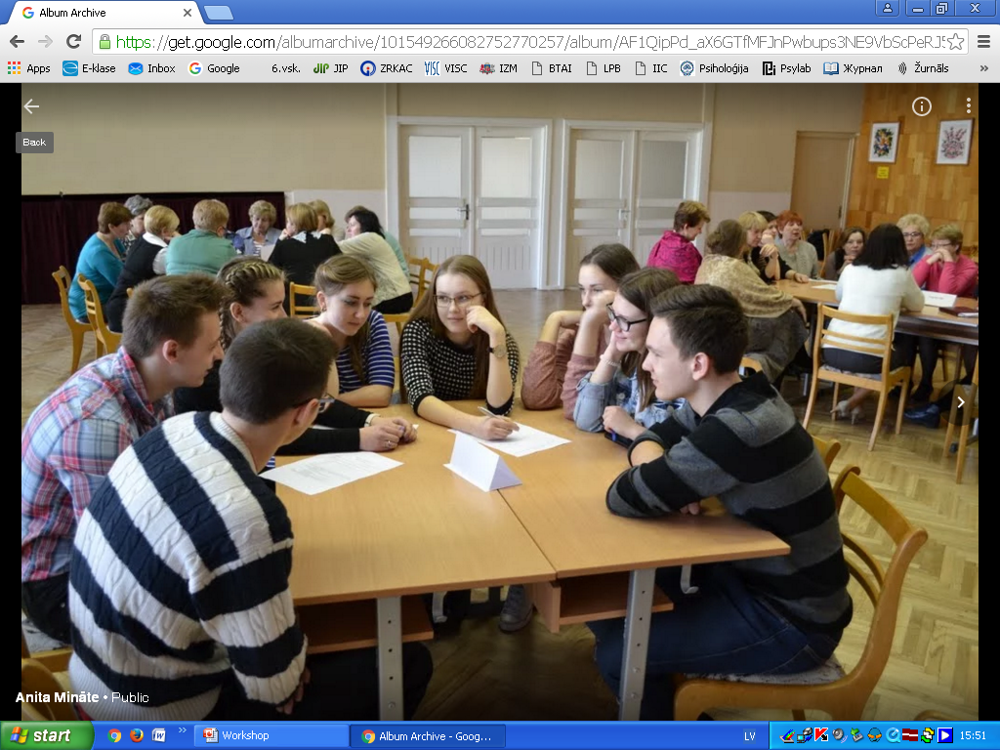 Album Archive
https://get.google.com/albumarchive/101549266082752770257/album/AF1QipPd_aX6GTfMFJnPwbups3NE9VbScPeRJ5
Apps E-klase Inbox Google 6.vsk. JIP ZRKAC VISC IZM BTAI LPB IIC Psiholoģija Psylab Журнал Žurnāls »
Back
Anita Mināte • Public
start » Workshop Album Archive - Goog... LV 15:51